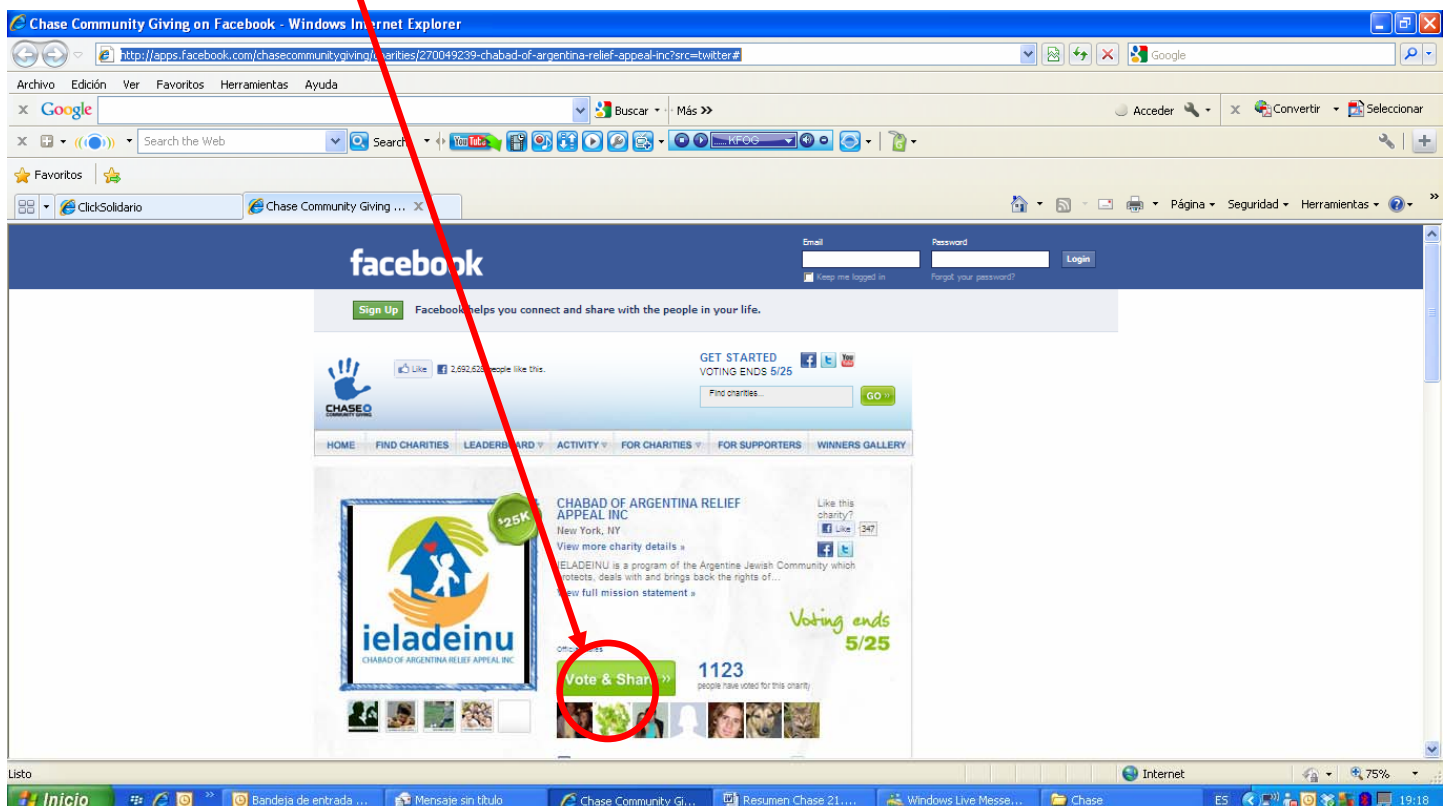 Chase Community Giving on Facebook - Windows Internet Explorer
http://apps.facebook.com/chasecommunitygiving/charities/270049239-chabad-of-argentina-relief-appeal-inc?src=twitter#
Google
Archivo Edición Ver Favoritos Herramientas Ayuda
x Google Buscar Más >> Acceder x Convertir Seleccionar
x Search the Web Search YouTube .....KFOG
Favoritos
ClickSolidario Chase Community Giving ... x Página Seguridad Herramientas »
facebook
Email Password
Login
Keep me logged in Forgot your password?
Sign Up Facebook helps you connect and share with the people in your life.
CHASE
COMMUNITY GIVING
Like 2,692,628 people like this.
GET STARTED
VOTING ENDS 5/25
You
Find charities...
GO »
HOME FIND CHARITIES LEADERBOARD ACTIVITY FOR CHARITIES FOR SUPPORTERS WINNERS GALLERY
$25K
ieladeinu
CHABAD OF ARGENTINA RELIEF APPEAL INC
CHABAD OF ARGENTINA RELIEF
APPEAL INC
New York, NY
View more charity details »
IELADEINU is a program of the Argentine Jewish Community which
protects, deals with and brings back the rights of...
View full mission statement »
Like this
charity?
Like 347
Voting ends
5/25
Official Rules
Vote & Share »
1123
people have voted for this charity
Listo Internet 75%
Inicio » Bandeja de entrada ... Mensaje sin título Chase Community Gi... Resumen Chase 21.... Windows Live Messe... Chase ES 19:18